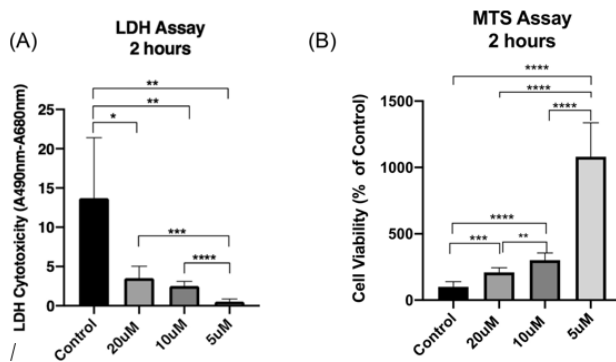 (A)
LDH Assay
2 hours
LDH Cytotoxicity (A490nm-A680nm)
25
20
15
10
5
0
**
**
*
***
****
Control
20uM
10uM
5uM
/
(B)
MTS Assay
2 hours
Cell Viability (% of Control)
1500
1000
500
0
****
****
****
****
***
**
Control
20uM
10uM
5uM